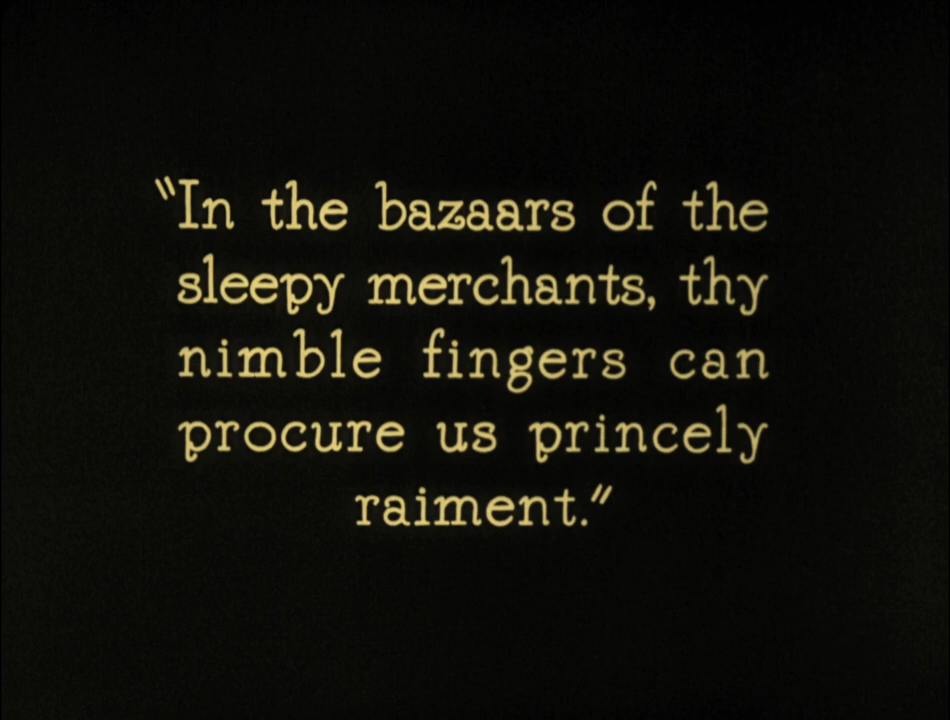 “In the bazaars of the
sleepy merchants, thy
nimble fingers can
procure us princely
raiment.”